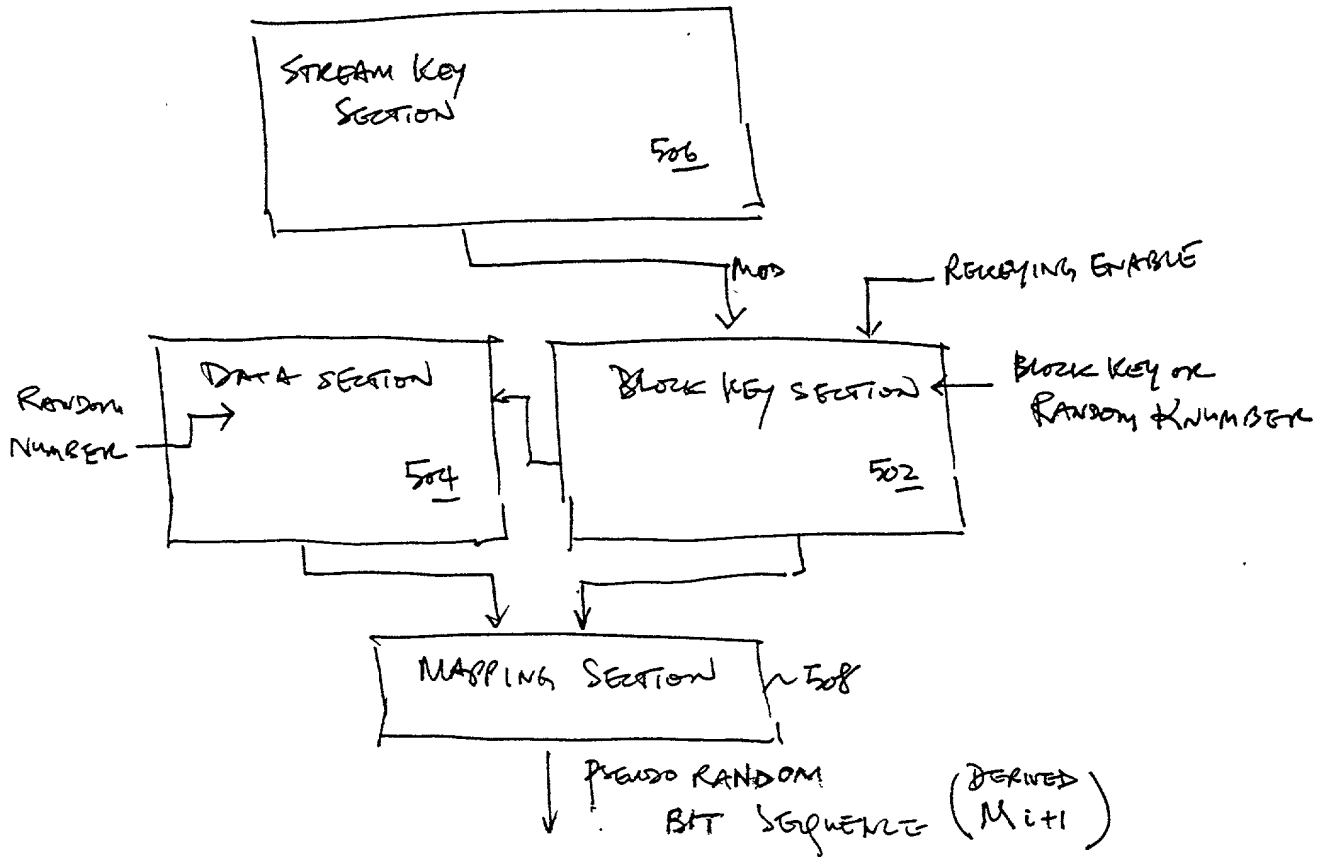 STREAM KEY
SECTION
506
MOD
REKEYING ENABLE
DATA SECTION
BLOCK KEY SECTION
BLOCK KEY OR
RANDOM KNUMBER
RANDOM
NUMBER
504
502
MAPPING SECTION
508
PSEUDO RANDOM
BIT SEQUENCE (DERIVED
Mi+1)